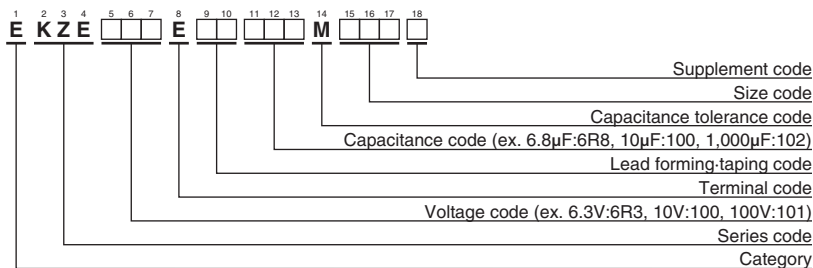 1 2 3 4 5 6 7 8 9 10 11 12 13 14 15 16 17 18
E KZE E M
Supplement code
Size code
Capacitance tolerance code
Capacitance code (ex. 6.8µF:6R8, 10µF:100, 1,000µF:102)
Lead forming·taping code
Terminal code
Voltage code (ex. 6.3V:6R3, 10V:100, 100V:101)
Series code
Category